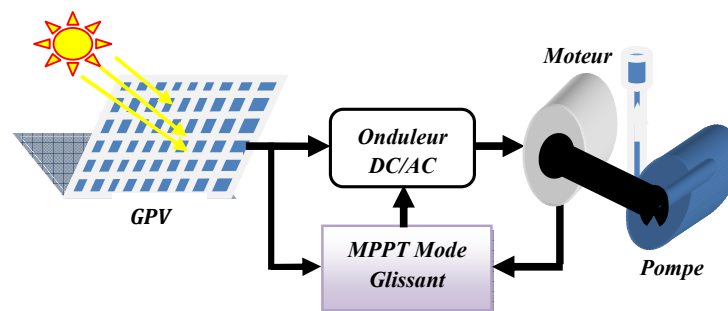 Moteur
Onduleur
DC/AC
GPV
MPPT Mode
Glissant
Pompe